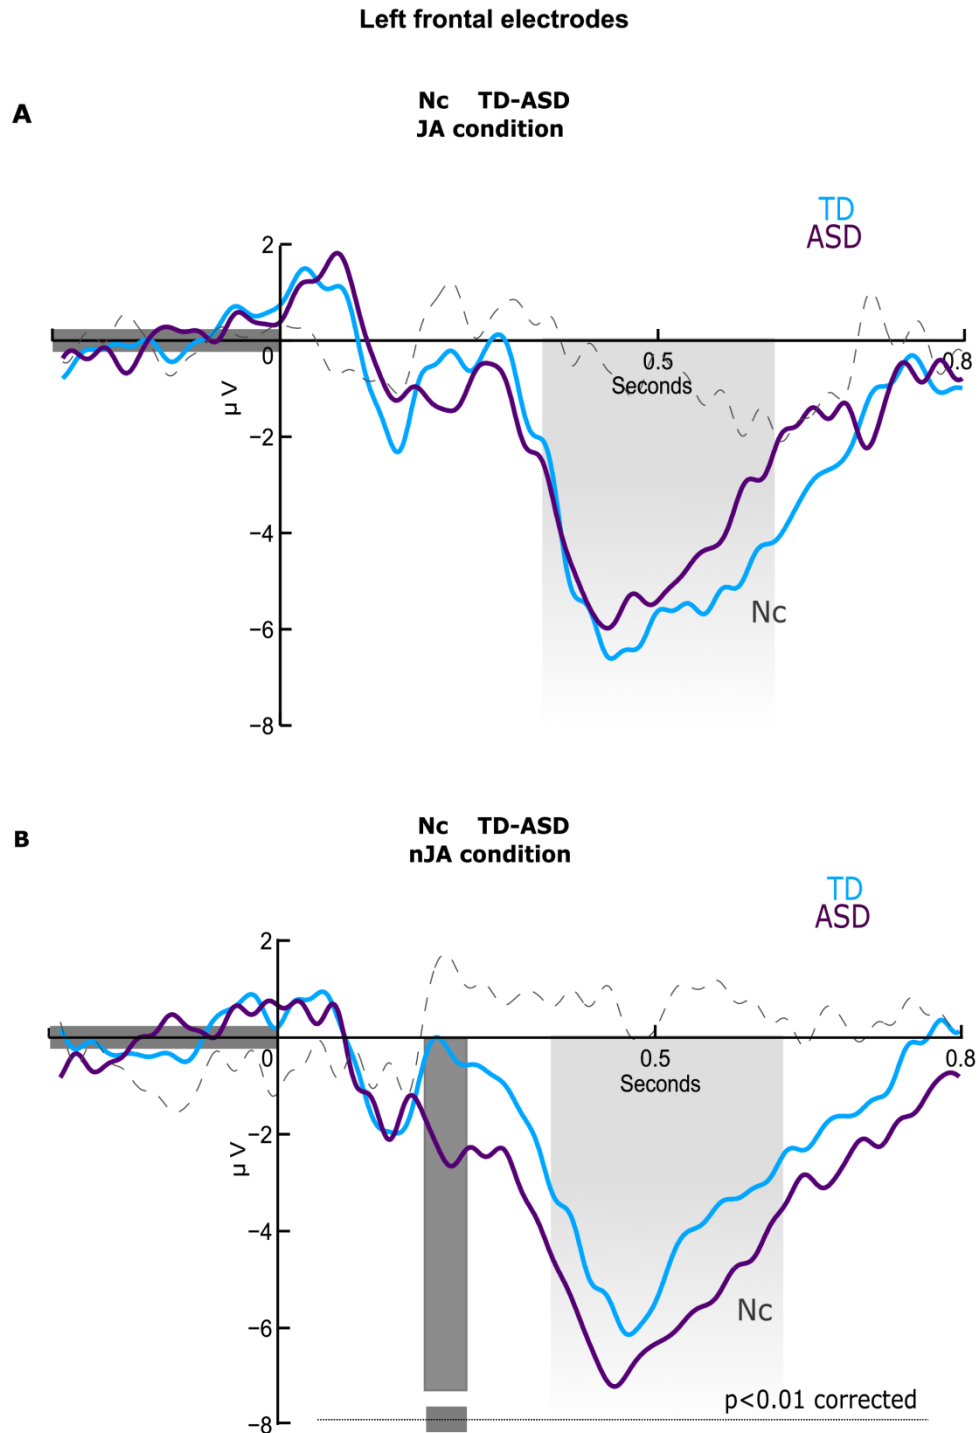 Left frontal electrodes
A
Nc TD-ASD
JA condition
TD
ASD
2
0
0.5
0.8
Seconds
μ V
−2
−4
−6
Nc
−8
B
Nc TD-ASD
nJA condition
TD
ASD
2
0
0.5
0.8
Seconds
μ V
−2
−4
−6
Nc
p<0.01 corrected
−8